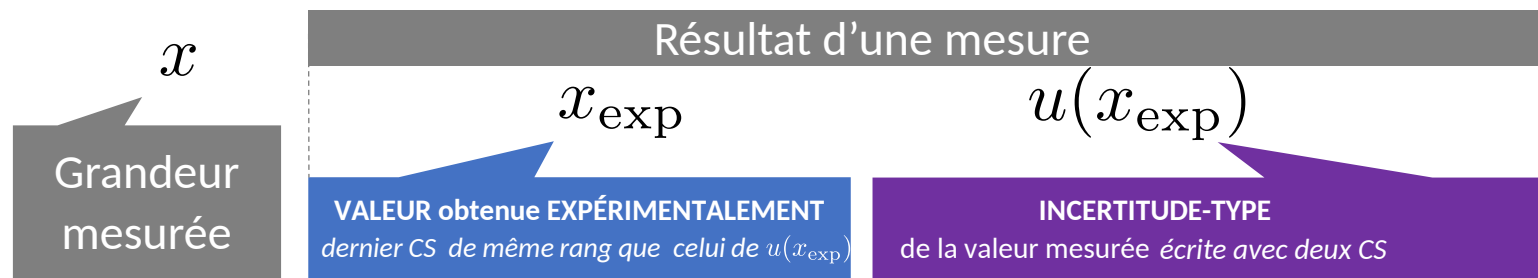 Résultat d’une mesure
x
x_exp
u(x_exp)
Grandeur
mesurée
VALEUR obtenue EXPÉRIMENTALEMENT
dernier CS de même rang que celui de u(x_exp)
INCERTITUDE-TYPE
de la valeur mesurée écrite avec deux CS